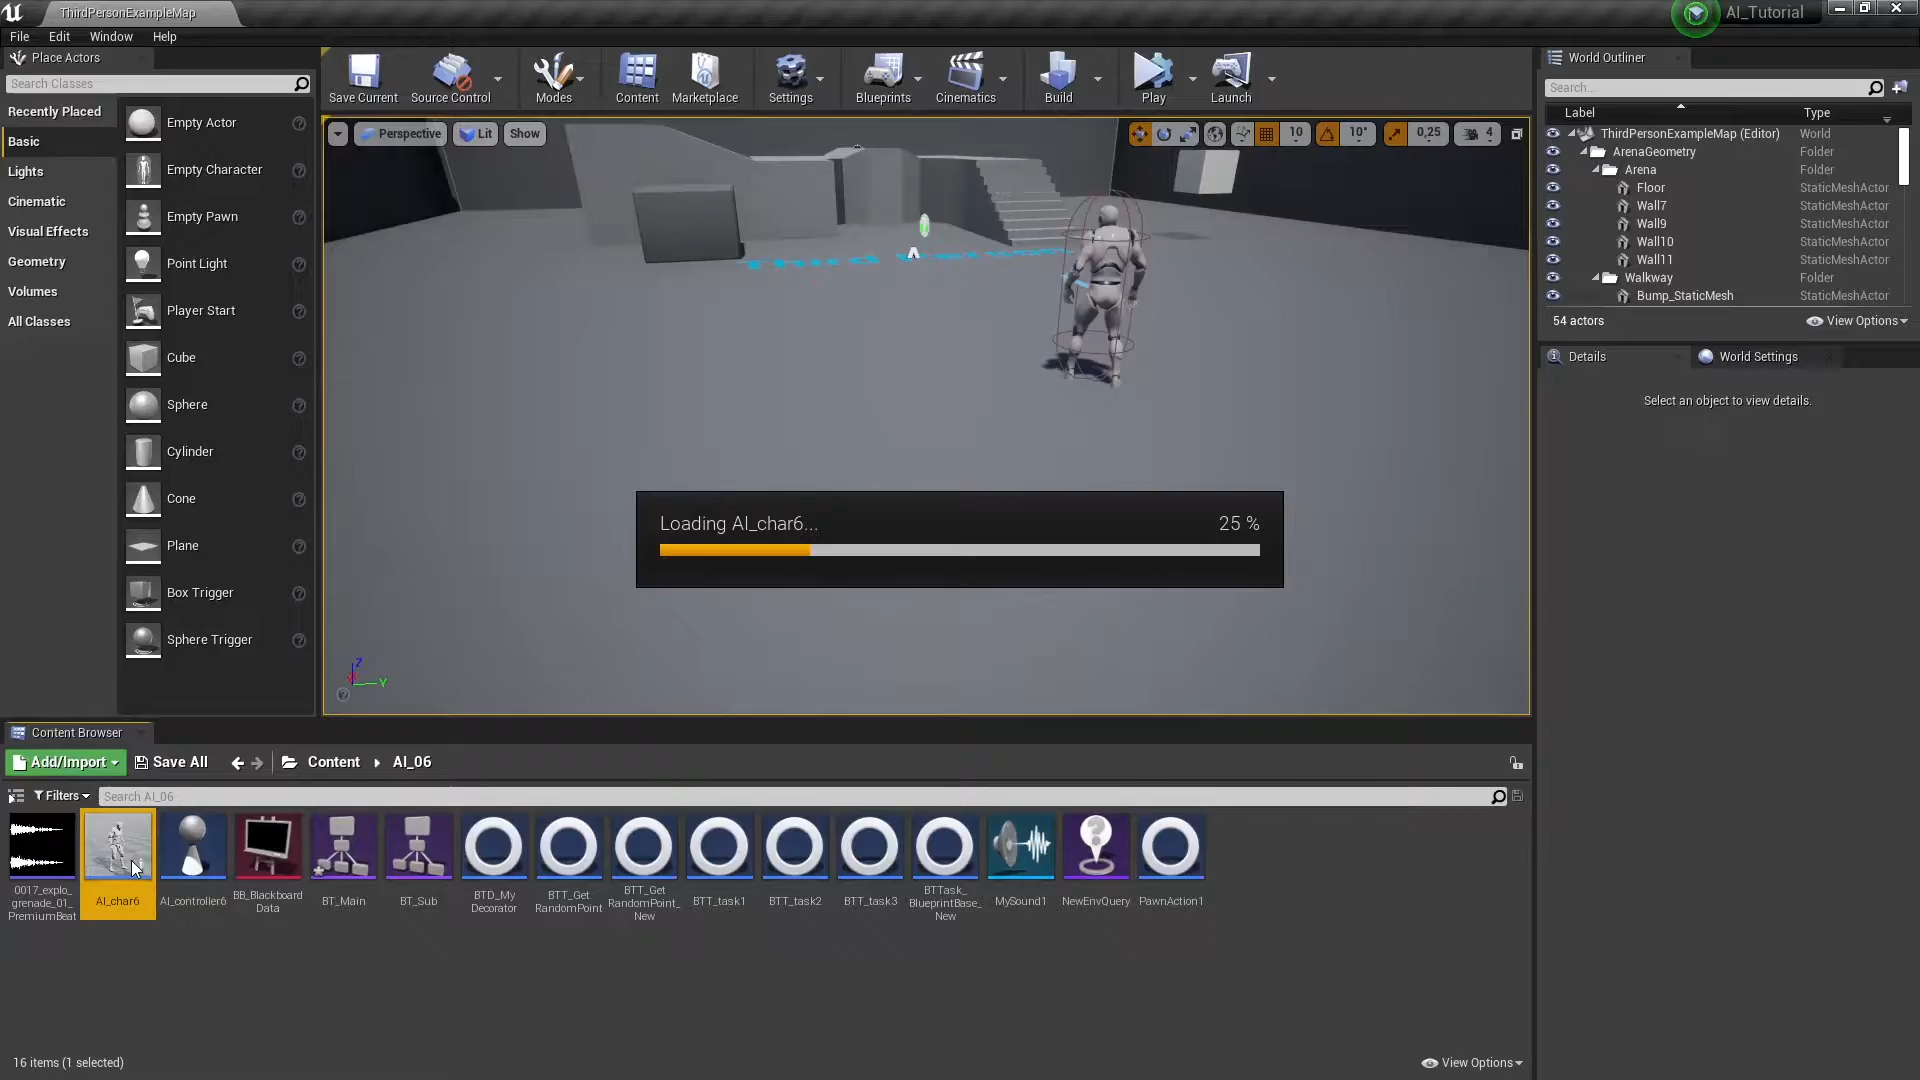 ThirdPersonExampleMap
AI_Tutorial
File
Edit
Window
Help
Place Actors
Search Classes
Recently Placed
Basic
Lights
Cinematic
Visual Effects
Geometry
Volumes
All Classes
Empty Actor
Empty Character
Empty Pawn
Point Light
Player Start
Cube
Sphere
Cylinder
Cone
Plane
Box Trigger
Sphere Trigger
Save Current
Source Control
Modes
Content
Marketplace
Settings
Blueprints
Cinematics
Build
Play
Launch
Perspective
Lit
Show
10
10°
0,25
4
Loading AI_char6...
25 %
Z
Y
World Outliner
Search...
Label
Type
ThirdPersonExampleMap (Editor)
World
ArenaGeometry
Folder
Arena
Folder
Floor
StaticMeshActor
Wall7
StaticMeshActor
Wall9
StaticMeshActor
Wall10
StaticMeshActor
Wall11
StaticMeshActor
Walkway
Folder
Bump_StaticMesh
StaticMeshActor
54 actors
View Options
Details
World Settings
Select an object to view details.
Content Browser
Add/Import
Save All
Content
AI_06
Filters
Search AI_06
0017_explo_
grenade_01_
PremiumBeat
AI_char6
AI_controller6
BB_Blackboard
Data
BT_Main
BT_Sub
BTD_My
Decorator
BTT_Get
RandomPoint
BTT_Get
RandomPoint_
New
BTT_task1
BTT_task2
BTT_task3
BTTask_
BlueprintBase_
New
MySound1
NewEnvQuery
PawnAction1
16 items (1 selected)
View Options